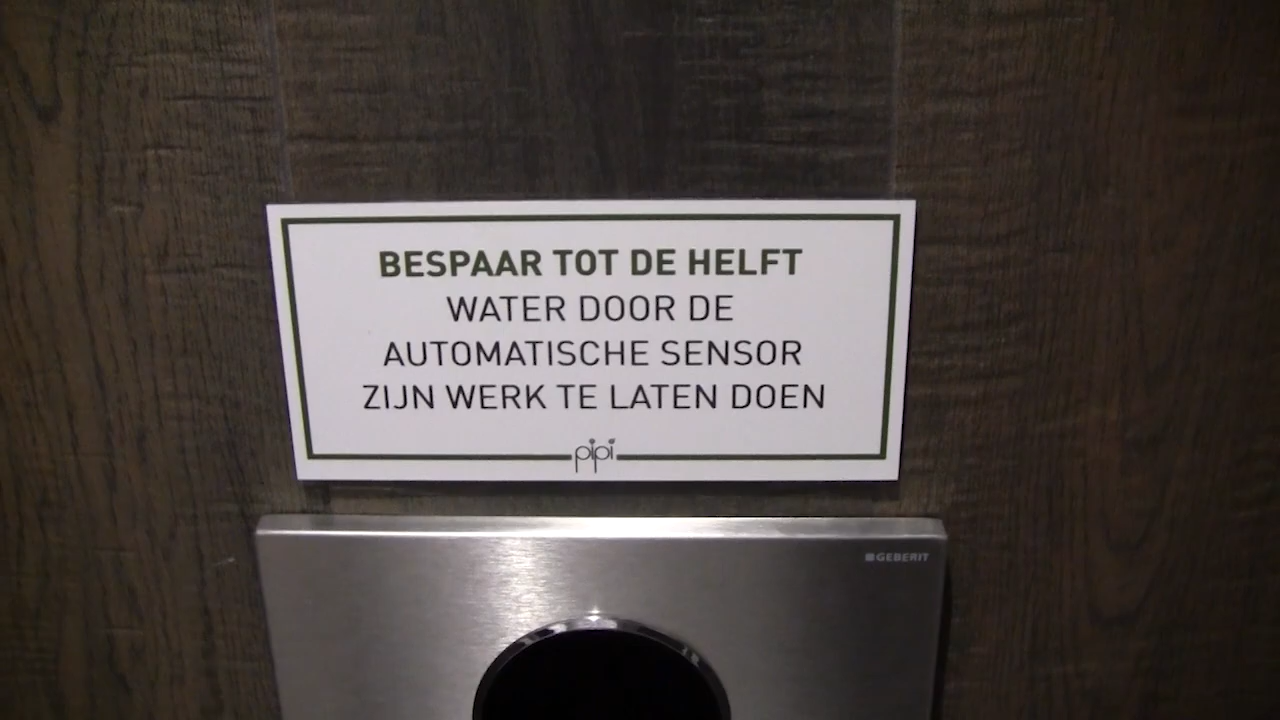 BESPAAR TOT DE HELFT
WATER DOOR DE
AUTOMATISCHE SENSOR
ZIJN WERK TE LATEN DOEN
pipi
GEBERIT